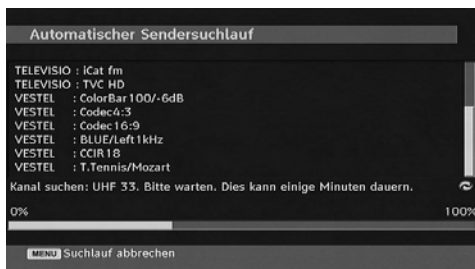 Automatischer Sendersuchlauf
TELEVISIO : iCat fm
TELEVISIO : TVC HD
VESTEL : ColorBar100/-6dB
VESTEL : Codec4:3
VESTEL : Codec16:9
VESTEL : BLUE/Left1kHz
VESTEL : CCIR18
VESTEL : T.Tennis/Mozart
Kanal suchen: UHF 33. Bitte warten. Dies kann einige Minuten dauern.
0% 100%
MENU Suchlauf abbrechen